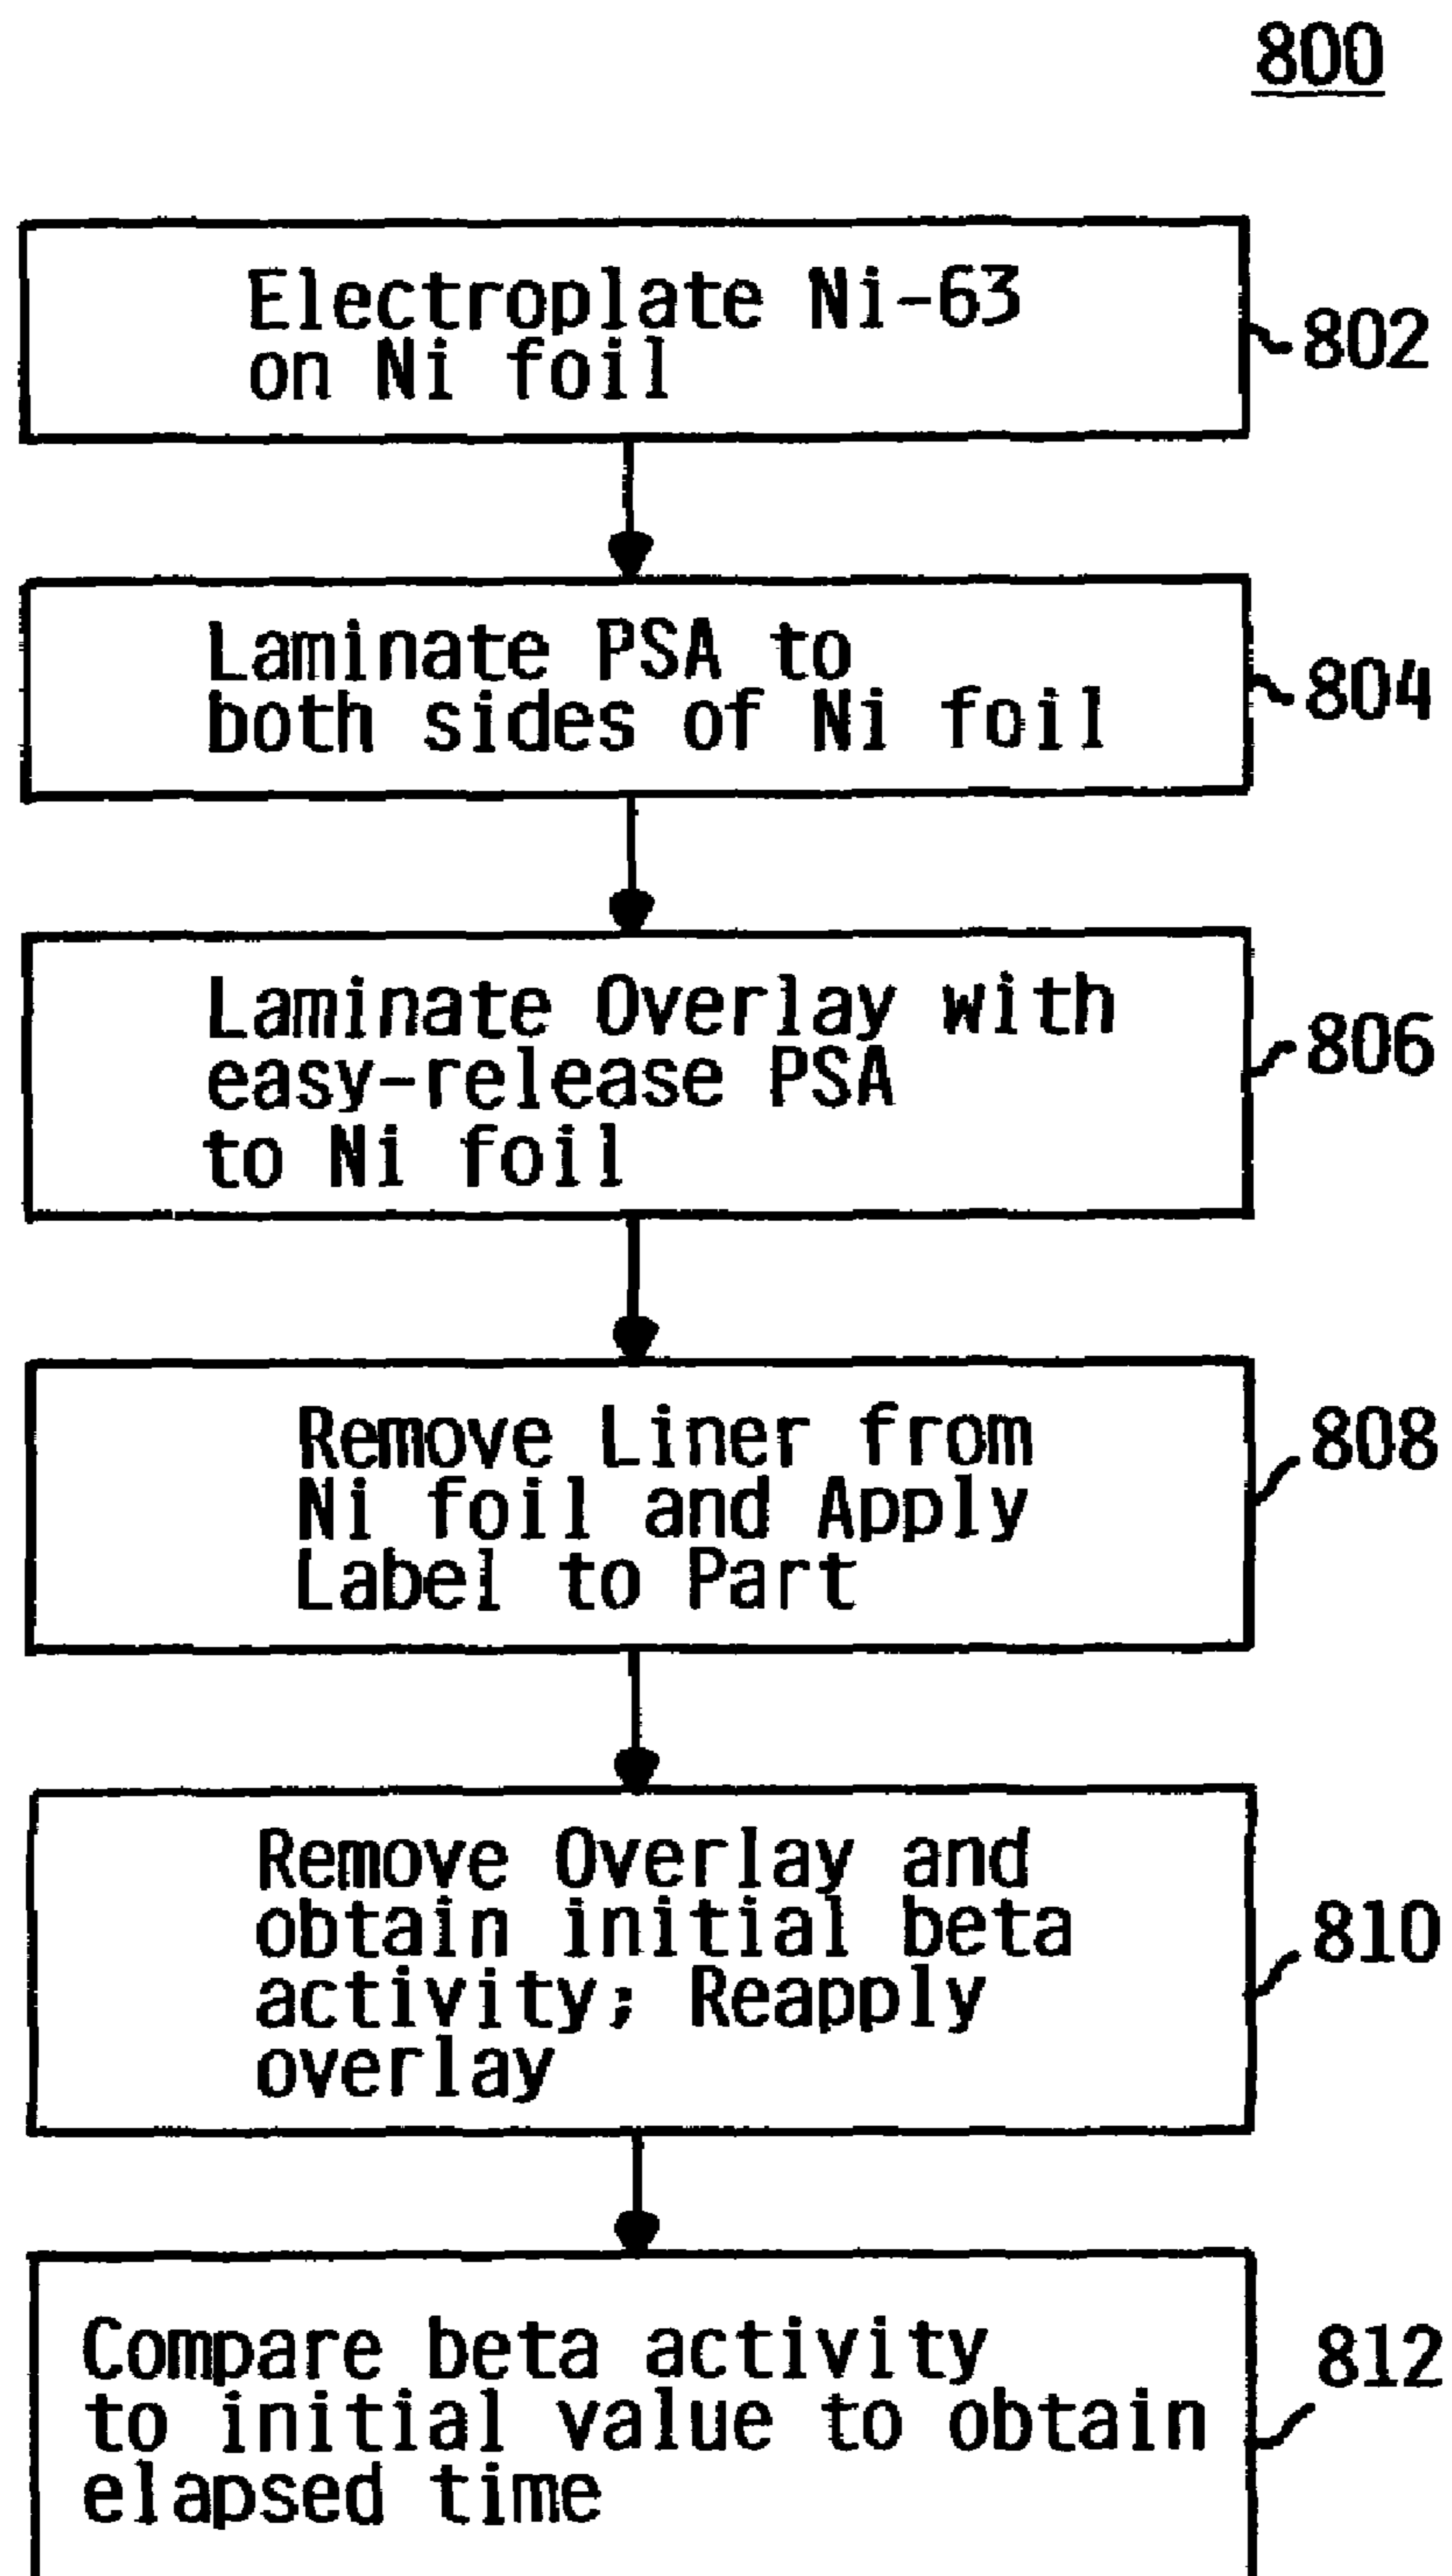 800
Electroplate Ni-63
on Ni foil
802
Laminate PSA to
both sides of Ni foil
804
Laminate Overlay with
easy-release PSA
to Ni foil
806
Remove Liner from
Ni foil and Apply
Label to Part
808
Remove Overlay and
obtain initial beta
activity; Reapply
overlay
810
Compare beta activity
to initial value to obtain
elapsed time
812